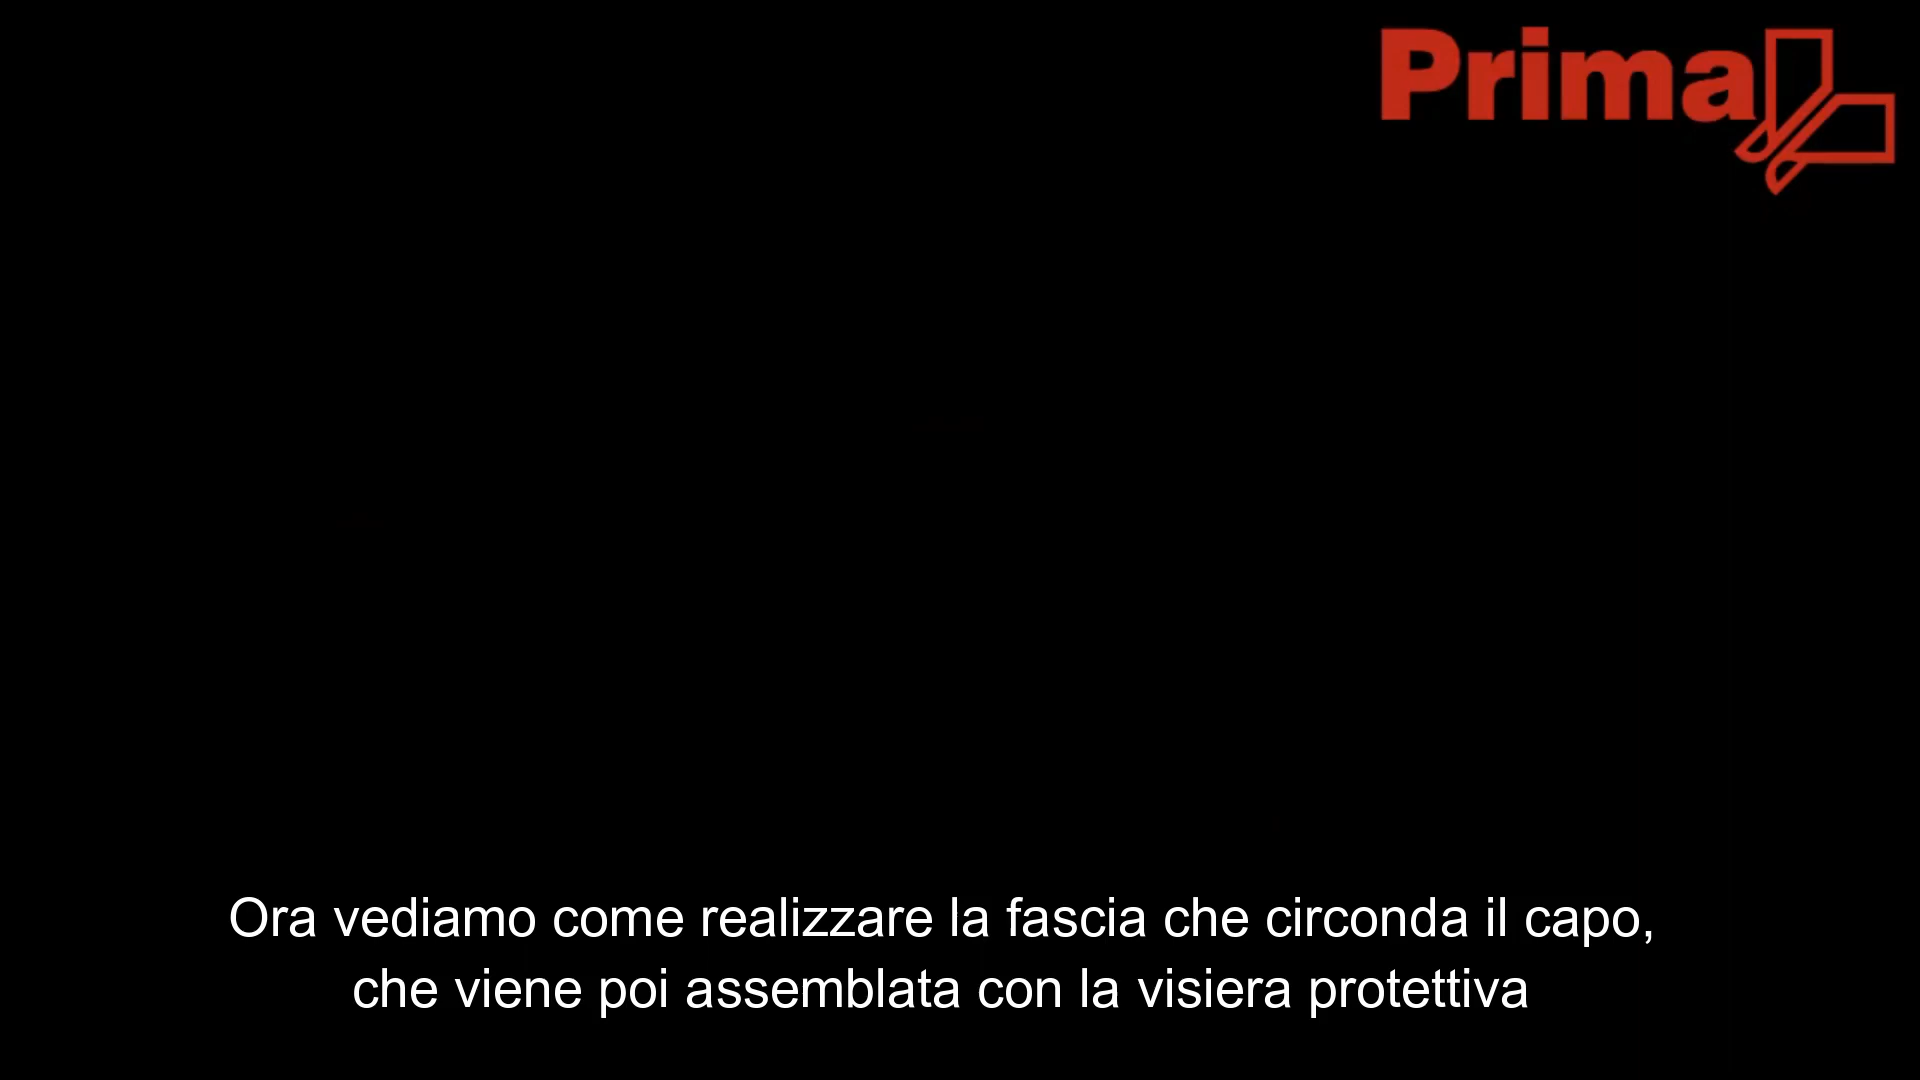 Prima
Ora vediamo come realizzare la fascia che circonda il capo,
che viene poi assemblata con la visiera protettiva